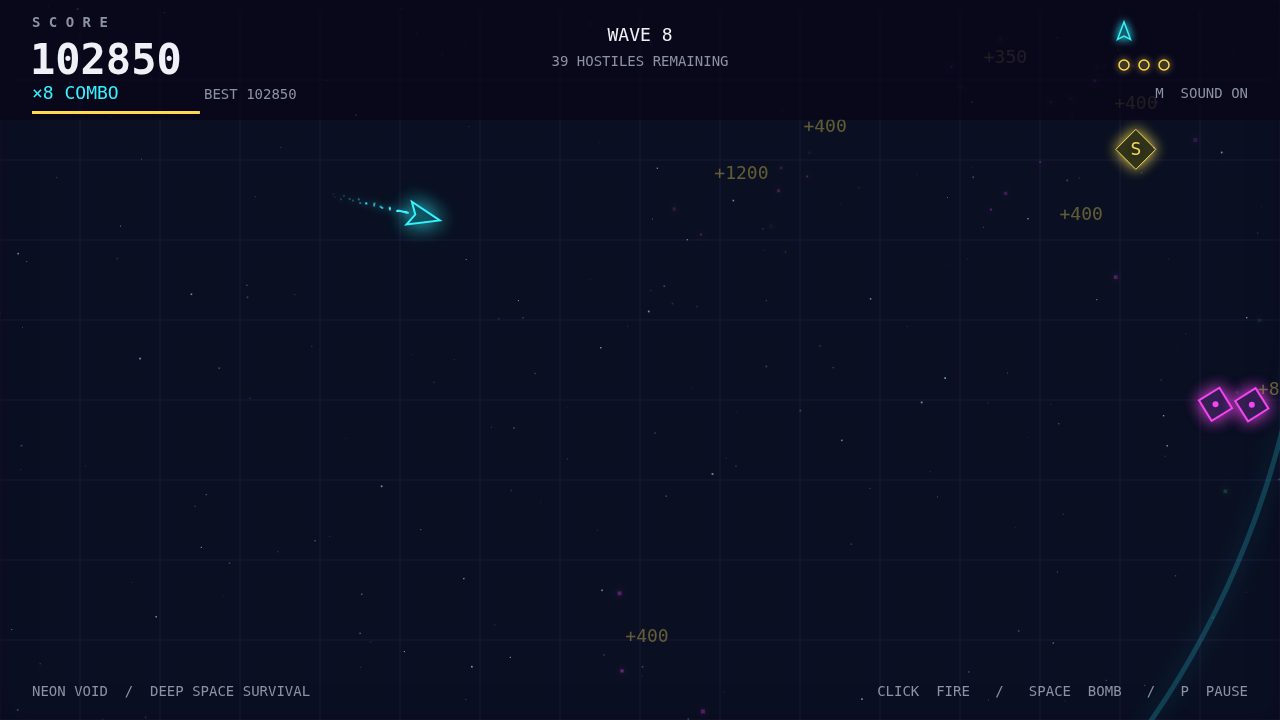 SCORE
102850
×8 COMBO
BEST 102850
WAVE 8
39 HOSTILES REMAINING
+350
+400
M SOUND ON
+400
S
+1200
+400
+8
+400
NEON VOID / DEEP SPACE SURVIVAL
CLICK FIRE / SPACE BOMB / P PAUSE